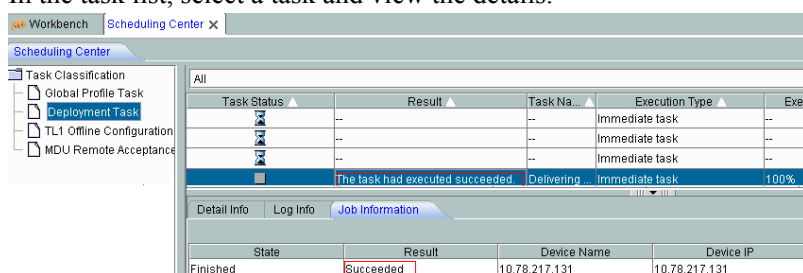 In the task list, select a task and view the details.
Workbench Scheduling Center
Scheduling Center
Task Classification
Global Profile Task
Deployment Task
TL1 Offline Configuration
MDU Remote Acceptance
All
Task Status Result Task Na... Execution Type Exe
-- -- Immediate task --
-- -- Immediate task --
-- -- Immediate task --
The task had executed succeeded. Delivering ... Immediate task 100%
Detail Info Log Info Job Information
State Result Device Name Device IP
Finished Succeeded 10.78.217.131 10.78.217.131